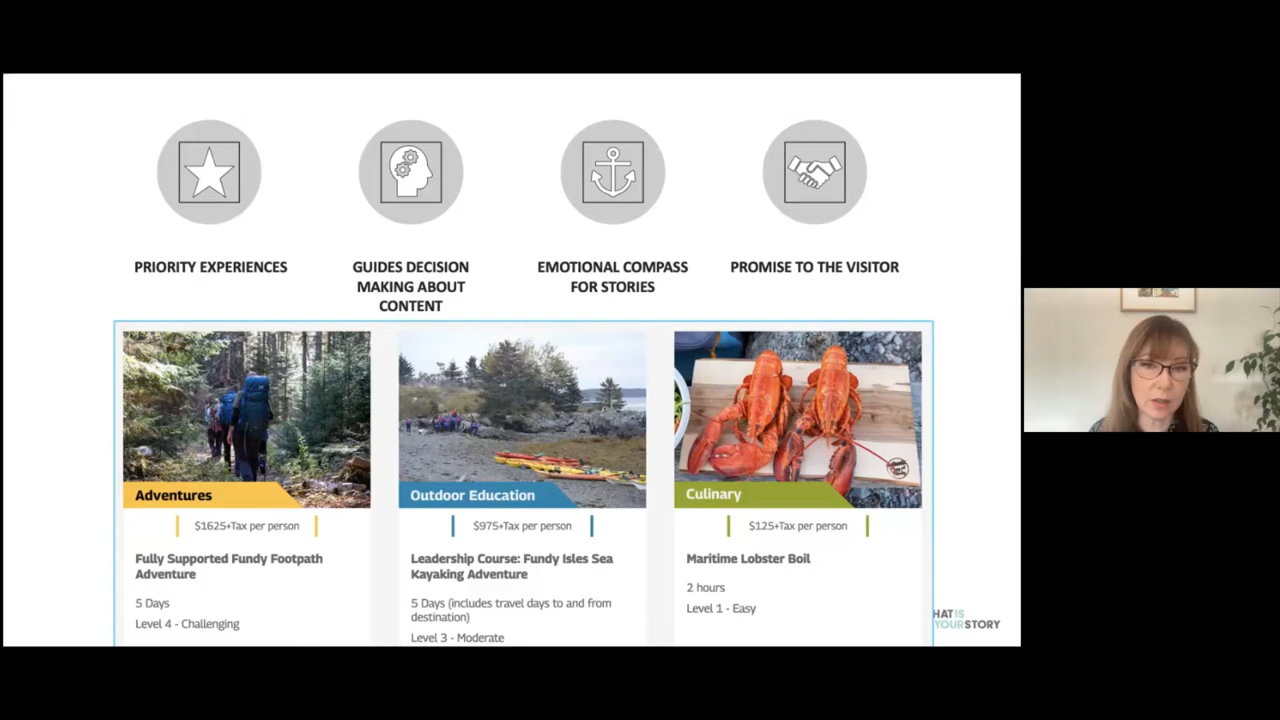 PRIORITY EXPERIENCES
GUIDES DECISION
MAKING ABOUT
CONTENT
EMOTIONAL COMPASS
FOR STORIES
PROMISE TO THE VISITOR
Adventures
$1625+Tax per person
Fully Supported Fundy Footpath
Adventure
5 Days
Level 4 - Challenging
Outdoor Education
$975+Tax per person
Leadership Course: Fundy Isles Sea
Kayaking Adventure
5 Days (includes travel days to and from
destination)
Level 3 - Moderate
Culinary
$125+Tax per person
Maritime Lobster Boil
2 hours
Level 1 - Easy
HAT IS
YOUR STORY